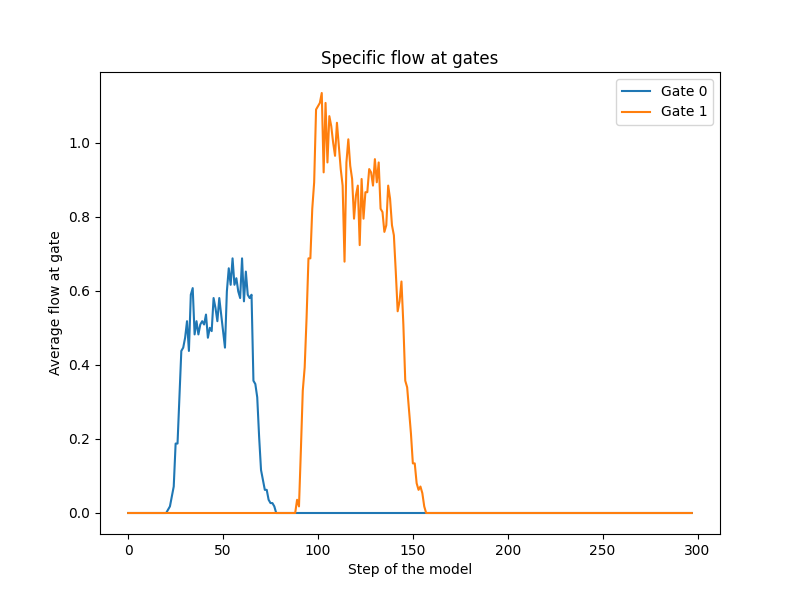 Specific flow at gates
Gate 0
Gate 1
Average flow at gate
1.0
0.8
0.6
0.4
0.2
0.0
0 50 100 150 200 250 300
Step of the model